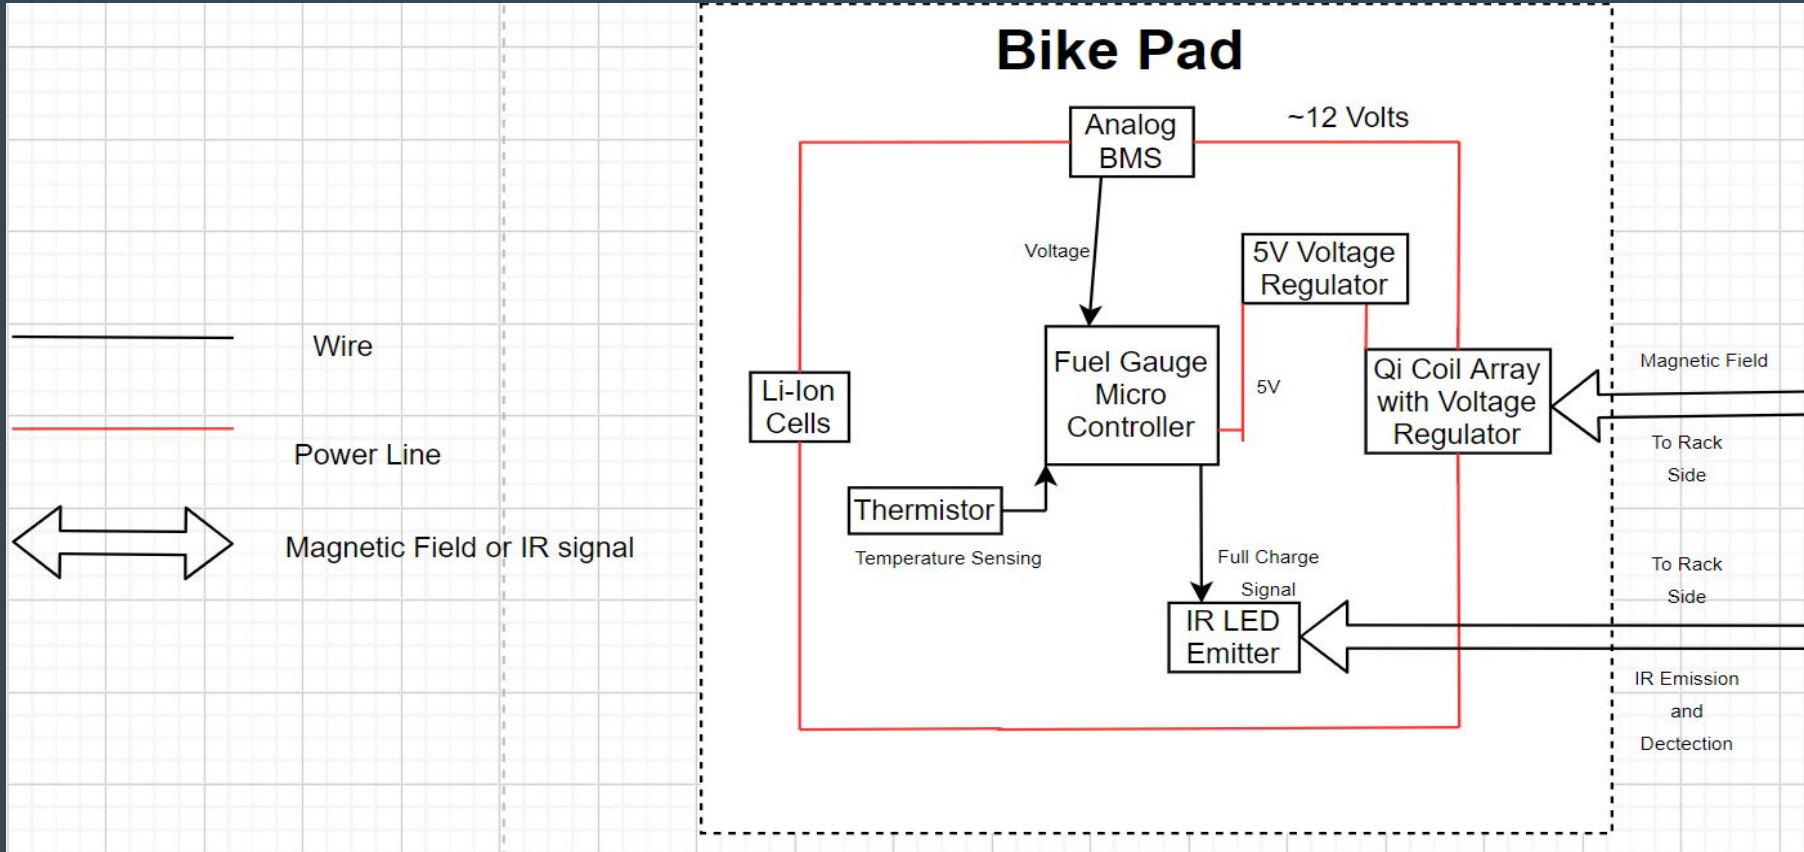 Bike Pad
Analog
BMS
~12 Volts
Voltage
5V Voltage
Regulator
Wire
Power Line
Magnetic Field or IR signal
Li-Ion
Cells
Fuel Gauge
Micro
Controller
5V
Qi Coil Array
with Voltage
Regulator
Magnetic Field
To Rack
Side
Thermistor
Temperature Sensing
Full Charge
Signal
IR LED
Emitter
To Rack
Side
IR Emission
and
Dectection